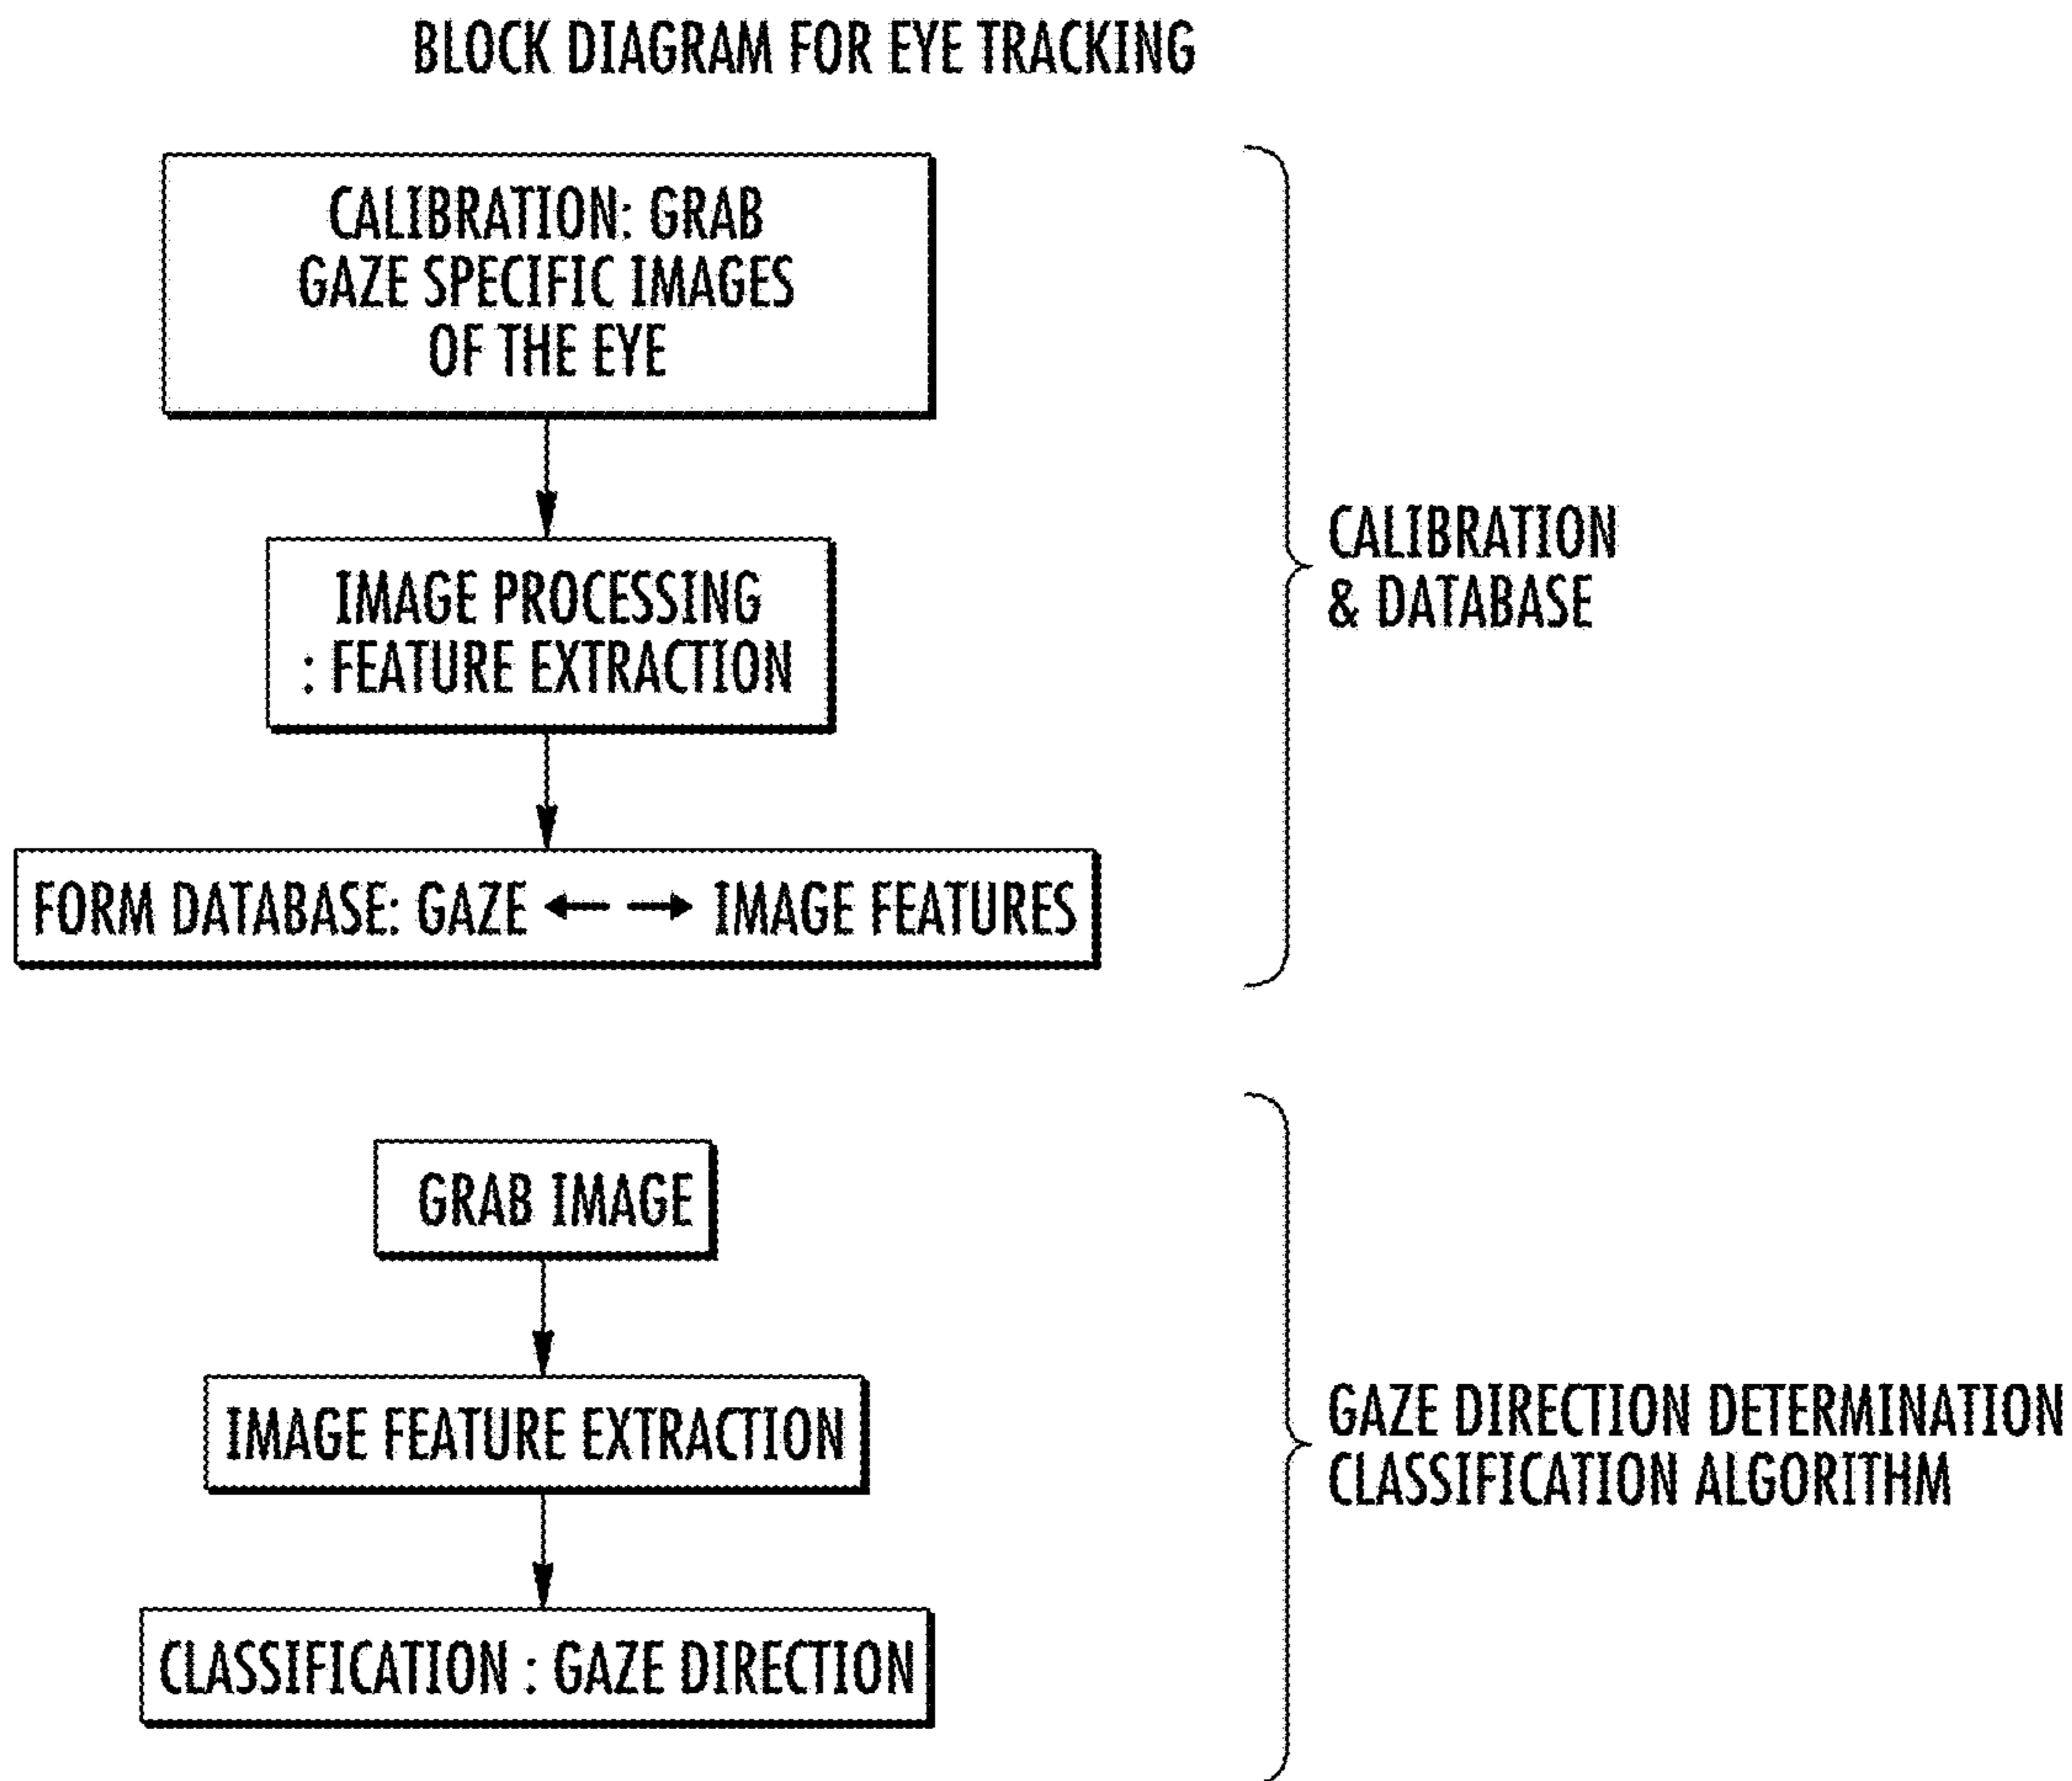 BLOCK DIAGRAM FOR EYE TRACKING
CALIBRATION: GRAB
GAZE SPECIFIC IMAGES
OF THE EYE
IMAGE PROCESSING
: FEATURE EXTRACTION
FORM DATABASE: GAZE ←→ IMAGE FEATURES
CALIBRATION
& DATABASE
GRAB IMAGE
IMAGE FEATURE EXTRACTION
CLASSIFICATION : GAZE DIRECTION
GAZE DIRECTION DETERMINATION
CLASSIFICATION ALGORITHM